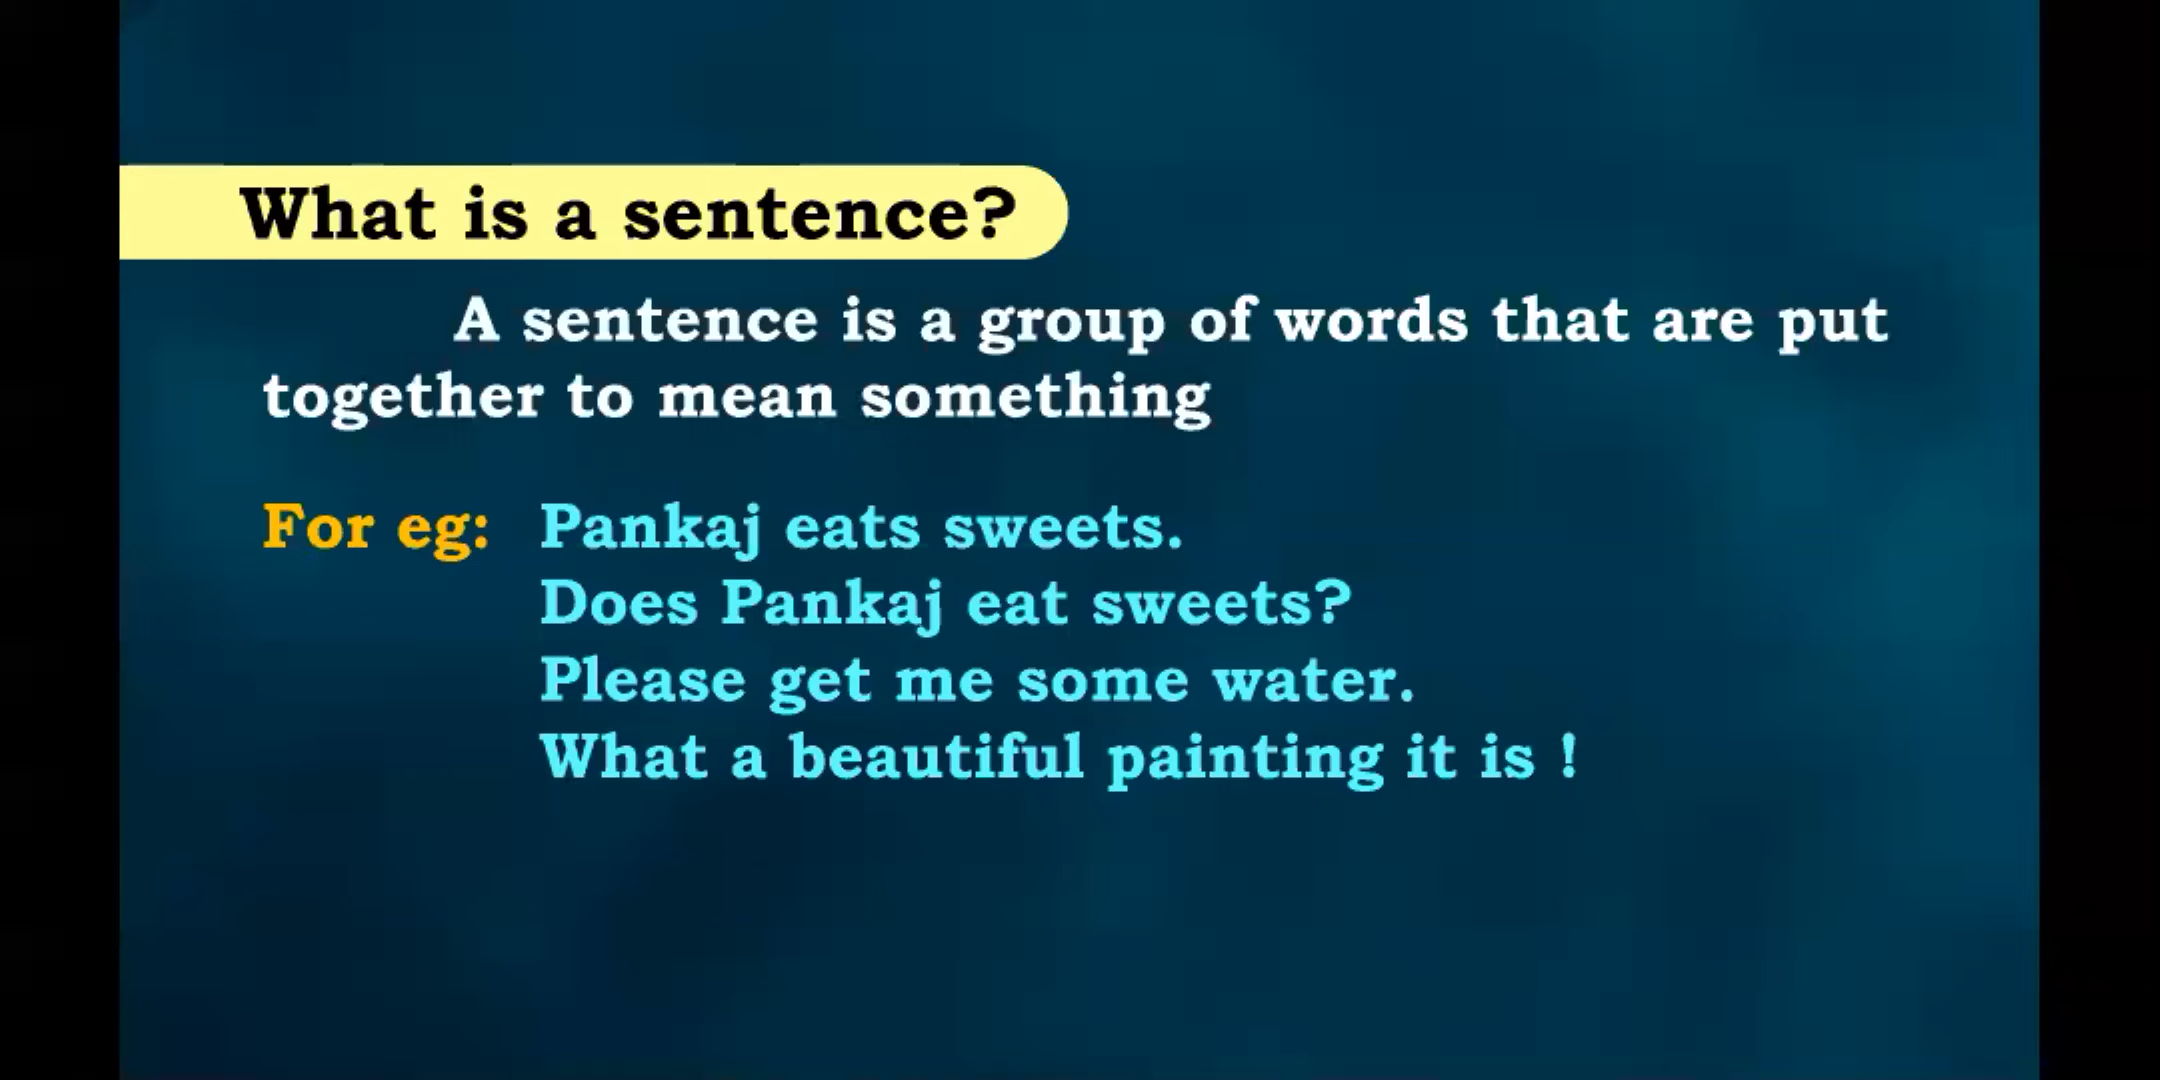 What is a sentence?
A sentence is a group of words that are put
together to mean something
For eg: Pankaj eats sweets.
Does Pankaj eat sweets?
Please get me some water.
What a beautiful painting it is !